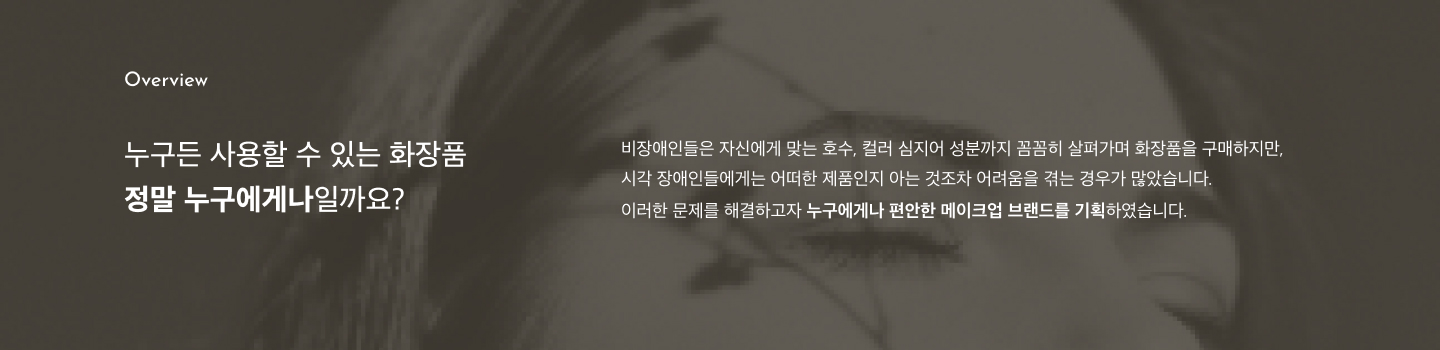 Overview
누구든 사용할 수 있는 화장품
정말 누구에게나일까요?
비장애인들은 자신에게 맞는 호수, 컬러 심지어 성분까지 꼼꼼히 살펴가며 화장품을 구매하지만,
시각 장애인들에게는 어떠한 제품인지 아는 것조차 어려움을 겪는 경우가 많았습니다.
이러한 문제를 해결하고자 누구에게나 편안한 메이크업 브랜드를 기획하였습니다.